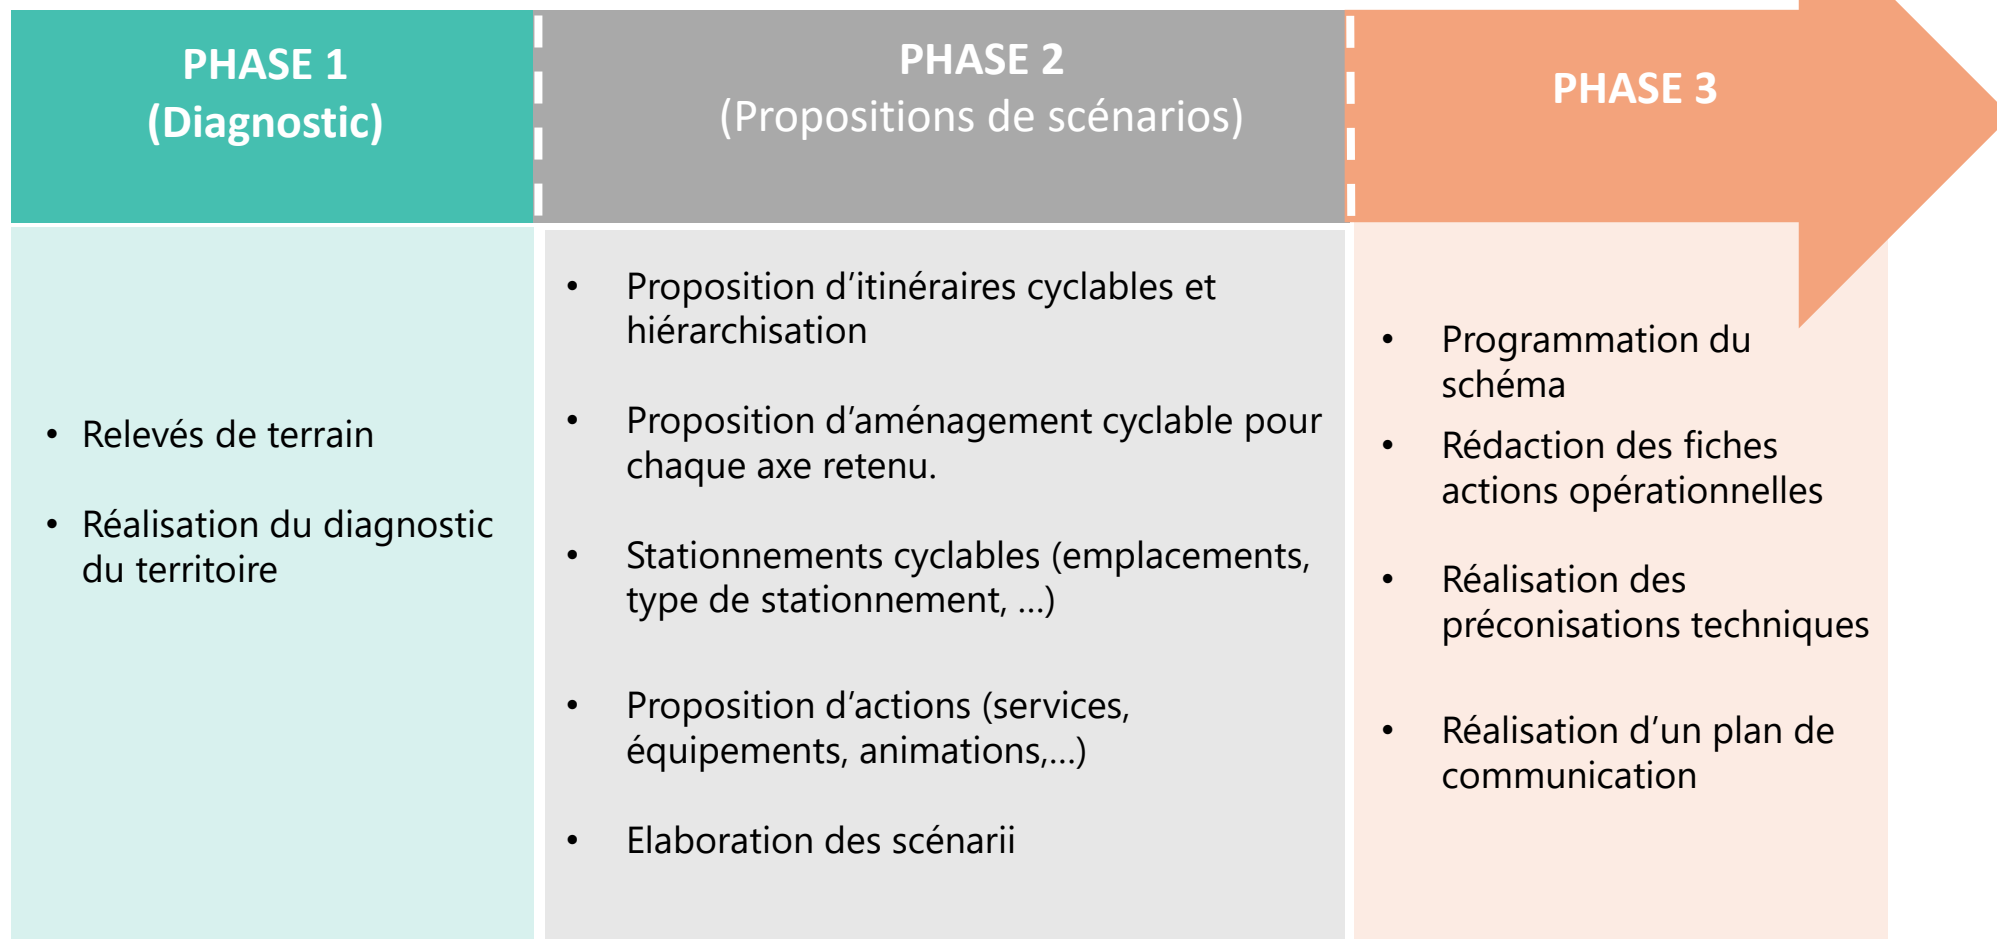 PHASE 1
(Diagnostic)
PHASE 2
(Propositions de scénarios)
PHASE 3
• Relevés de terrain
• Réalisation du diagnostic
du territoire
• Proposition d’itinéraires cyclables et
hiérarchisation
• Proposition d’aménagement cyclable pour
chaque axe retenu.
• Stationnements cyclables (emplacements,
type de stationnement, …)
• Proposition d’actions (services,
équipements, animations,…)
• Elaboration des scénarii
• Programmation du
schéma
• Rédaction des fiches
actions opérationnelles
• Réalisation des
préconisations techniques
• Réalisation d’un plan de
communication